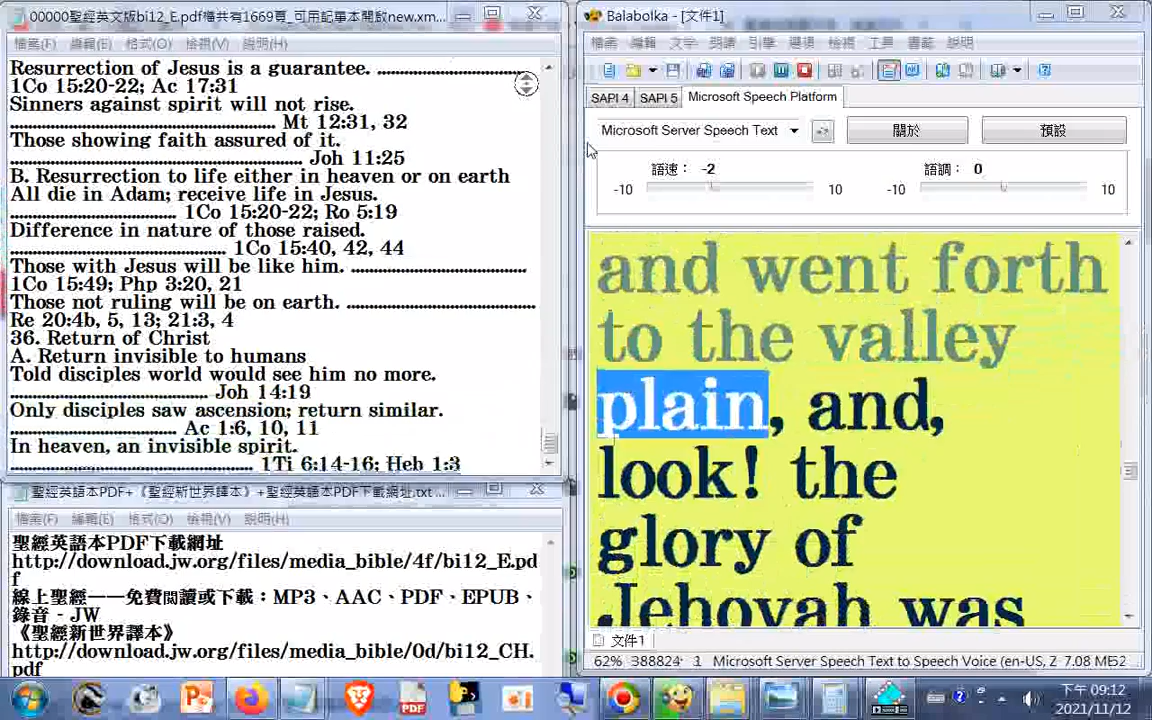 00000聖經英文版bi12_E.pdf檔共有1669頁_可用記事本開啟new.xm...
檔案(F) 編輯(E) 格式(O) 檢視(V) 說明(H)
Resurrection of Jesus is a guarantee. ................................
1Co 15:20-22; Ac 17:31
Sinners against spirit will not rise.
............................................................ Mt 12:31, 32
Those showing faith assured of it.
.................................................................. Joh 11:25
B. Resurrection to life either in heaven or on earth
All die in Adam; receive life in Jesus.
..................................... 1Co 15:20-22; Ro 5:19
Difference in nature of those raised.
................................................ 1Co 15:40, 42, 44
Those with Jesus will be like him. .......................................
1Co 15:49; Php 3:20, 21
Those not ruling will be on earth. ..........................................
Re 20:4b, 5, 13; 21:3, 4
36. Return of Christ
A. Return invisible to humans
Told disciples world would see him no more.
............................................ Joh 14:19
Only disciples saw ascension; return similar.
..................................... Ac 1:6, 10, 11
In heaven, an invisible spirit.
...................................................... 1Ti 6:14-16; Heb 1:3
聖經英語本PDF+《聖經新世界譯本》+聖經英語本PDF下載網址.txt ...
檔案(F) 編輯(E) 格式(O) 檢視(V) 說明(H)
聖經英語本PDF下載網址
http://download.jw.org/files/media_bible/4f/bi12_E.pd
f
線上聖經——免費閱讀或下載：MP3、AAC、PDF、EPUB、
錄音 - JW
《聖經新世界譯本》
http://download.jw.org/files/media_bible/0d/bi12_CH.
pdf
Balabolka - [文件1]
檔案 編輯 文字 朗讀 引擎 選項 檢視 工具 書籤 說明
SAPI 4 SAPI 5 Microsoft Speech Platform
Microsoft Server Speech Text 關於 預設
語速： -2 語調： 0
-10 10 -10 10
and went forth
to the valley
plain, and,
look! the
glory of
Jehovah was
文件1
62% 388824 1 Microsoft Server Speech Text to Speech Voice (en-US, Z 7.08 ME52
PDF
下午 09:12
2021/11/12